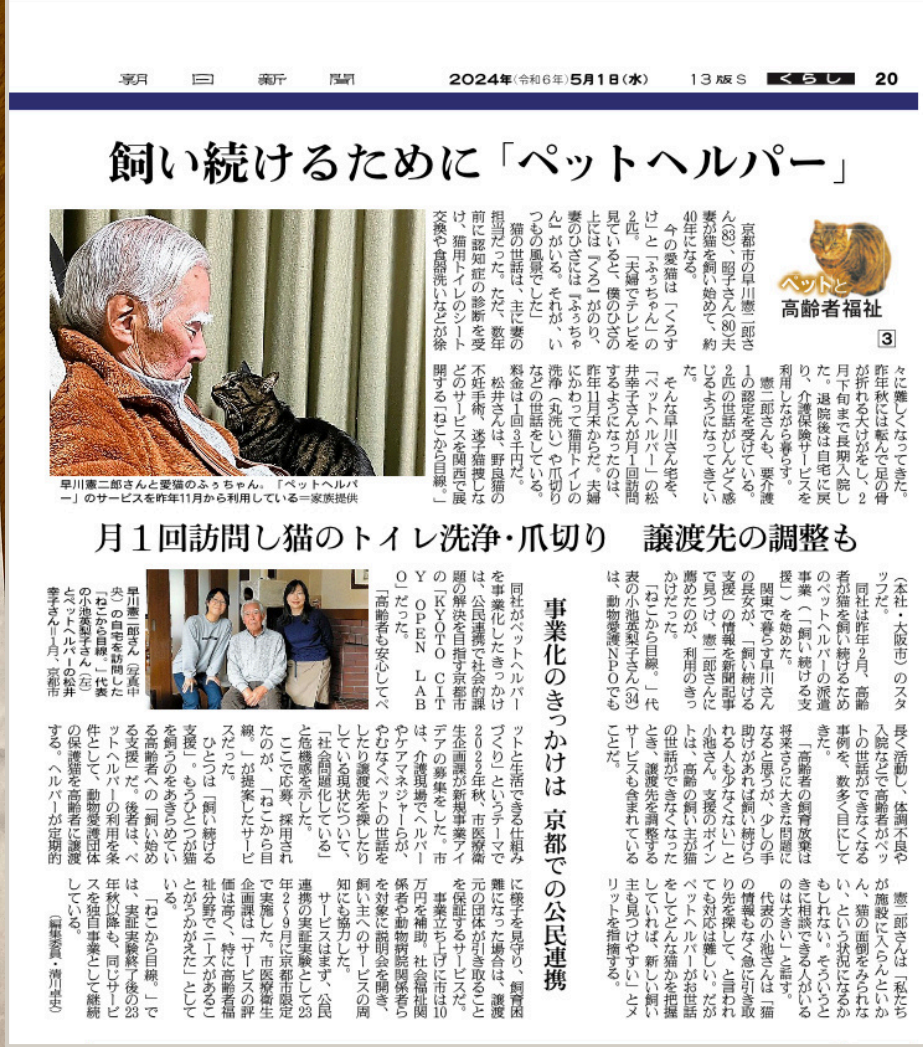 朝日新聞 2024年(令和6年)5月1日(水) 13版S くらし 20
飼い続けるために「ペットヘルパー」
ペットと
高齢者福祉
3
京都市の早川憲二郎さ
ん(83)、昭子さん(80)夫
妻が猫を飼い始めて、約
40年になる。
今の愛猫は「くろす
け」と「ふぅちゃん」の
2匹。「夫婦でテレビを
見ていると、僕のひざの
上には『くろ』がのり、
妻のひざには『ふぅちゃ
ん』がいる。それが、い
つもの風景でした」
猫の世話は、主に妻の
担当だった。ただ、数年
前に認知症の診断を受
け、猫用トイレのシート
交換や食器洗いなどが徐
々に難しくなってきた。
昨年秋には転んで足の骨
が折れる大けがをし、2
月下旬まで長期入院し
た。退院後は自宅に戻
り、介護保険サービスを
利用しながら暮らす。
憲二郎さんも、要介護
1の認定を受けている。
2匹の世話がしんどく感
じるようになってきてい
た。
そんな早川さん宅を、
「ペットヘルパー」の松
井幸子さんが月1回訪問
するようになったのは、
昨年11月末からだ。夫婦
にかわって猫用トイレの
洗浄(丸洗い)や爪切り
などの世話をしている。
料金は1回3千円だ。
松井さんは、野良猫の
不妊手術、迷子猫捜しな
どのサービスを関西で展
開する「ねこから目線。」
早川憲二郎さんと愛猫のふぅちゃん。「ペットヘルパ
ー」のサービスを昨年11月から利用している=家族提供
月1回訪問し猫のトイレ洗浄・爪切り 譲渡先の調整も
(本社・大阪市)のスタ
ッフだ。
同社は昨年2月、高齢
者が猫を飼い続けるため
のペットヘルパーの派遣
事業(「飼い続ける支
援」)を始めた。
関東で暮らす早川さん
の長女が、「飼い続ける
支援」の情報を新聞記事
で見つけ、憲二郎さんに
薦めたのが、利用のきっ
かけだった。
「ねこから目線。」代
表の小池英梨子さん(34)
は、動物愛護NPOでも
長く活動し、体調不良や
入院などで高齢者がペッ
トの世話ができなくなる
事例を、数多く目にして
きた。
「高齢者の飼育放棄は
将来さらに大きな問題に
なると思うが、少しの手
助けがあれば飼い続けら
れる人も少なくない」と
小池さん。支援のポイン
トは、高齢の飼い主が猫
の世話ができなくなった
とき、譲渡先を調整する
サービスも含まれている
ことだ。
憲二郎さんは「私たち
が施設に入らんといか
ん、猫の面倒をみられな
い、という状況になるか
もしれない。そういうと
きに相談できる人がいる
のは大きい」と話す。
代表の小池さんは「猫
の情報もなく急に引き取
り先を探して、と言われ
ても対応は難しい。だが
ペットヘルパーがお世話
をしてどんな猫かを把握
していれば、新しい飼い
主も見つけやすい」とメ
リットを指摘する。
事業化のきっかけは 京都での公民連携
同社がペットヘルパー
を事業化したきっかけ
は、公民連携で社会的課
題の解決を目指す京都市
の「KYOTO CIT
Y OPEN LAB
O」だった。
「高齢者も安心してペ
ットと生活できる仕組み
づくり」というテーマで
2022年秋、市医療衛
生企画課が新規事業アイ
デアの募集をした。市
は、介護現場でヘルパー
やケアマネジャーらが、
やむなくペットの世話を
したり譲渡先を探したり
している現状について、
「社会問題化している」
と危機感を示した。
ここで応募、採用され
たのが、「ねこから目
線。」が提案したサービ
スだった。
ひとつは「飼い続ける
支援」。もうひとつが猫
を飼うのをあきらめてい
る高齢者への「飼い始め
る支援」だ。後者は、ペ
ットヘルパーの利用を条
件として、動物愛護団体
の保護猫を高齢者に譲渡
する。ヘルパーが定期的
に様子を見守り、飼育困
難になった場合は、譲渡
元の団体が引き取ること
を保証するサービスだ。
事業立ち上げに市は10
万円を補助。社会福祉関
係者や動物病院関係者ら
を対象に説明会を開き、
飼い主へのサービスの周
知にも協力した。
サービスはまず、公民
連携の実証実験として23
年2~9月に京都市限定
で実施した。市医療衛生
企画課は「サービスの評
価は高く、特に高齢者福
祉分野でニーズがあるこ
とがうかがえた」として
いる。
「ねこから目線。」で
は、実証実験終了後の23
年秋以降も、同じサービ
スを独自事業として継続
している。
(編集委員・清川卓史)
早川憲二郎さん(写真中
央)の自宅を訪問した
「ねこから目線。」代表
の小池英梨子さん(左)
とペットヘルパーの松井
幸子さん=1月、京都市